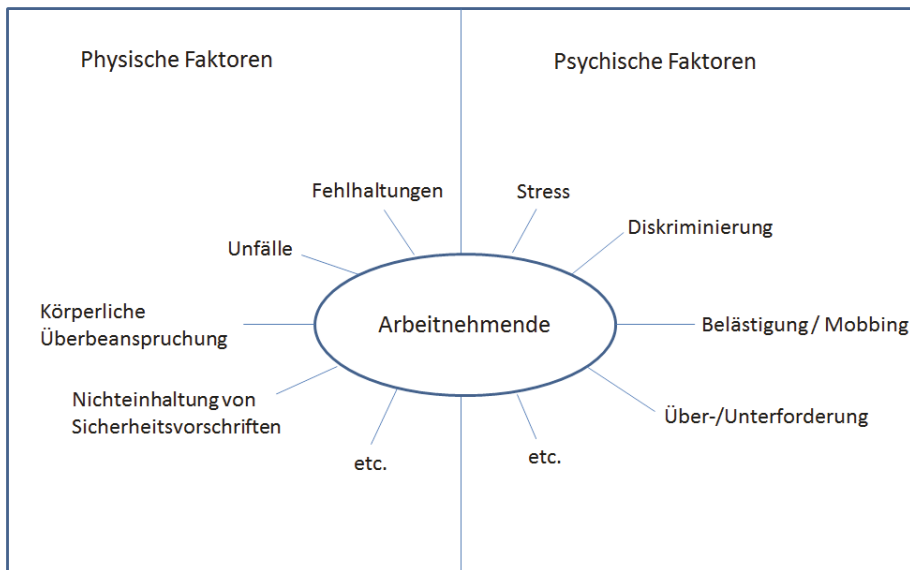 Physische Faktoren
Psychische Faktoren
Fehlhaltungen
Stress
Unfälle
Diskriminierung
Körperliche
Überbeanspruchung
Arbeitnehmende
Belästigung / Mobbing
Nichteinhaltung von
Sicherheitsvorschriften
Über-/Unterforderung
etc.
etc.